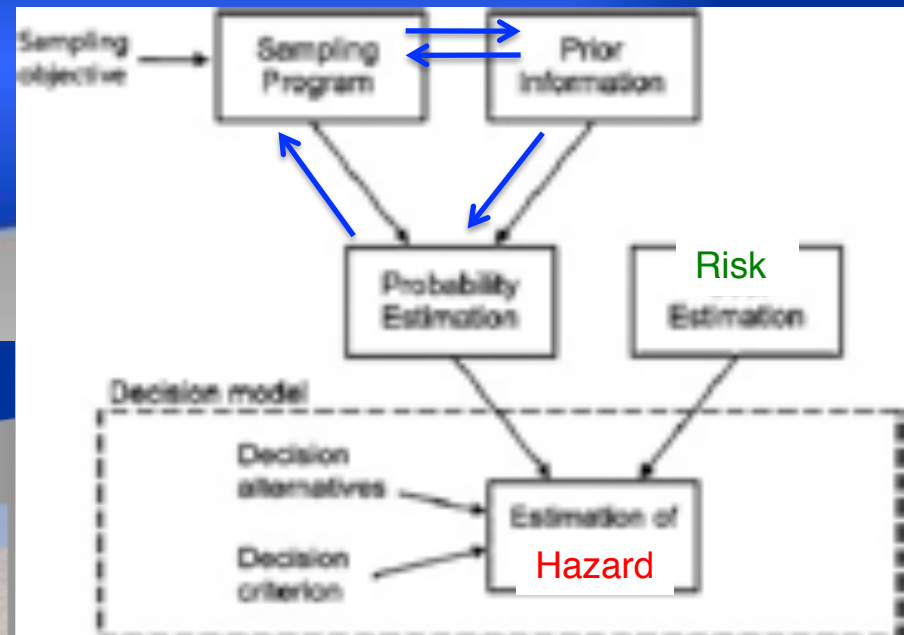 Sampling
objective
Sampling
Program
Prior
Information
Probability
Estimation
Risk
Estimation
Decision model
Decision
alternatives
Decision
criterion
Estimation of
Hazard